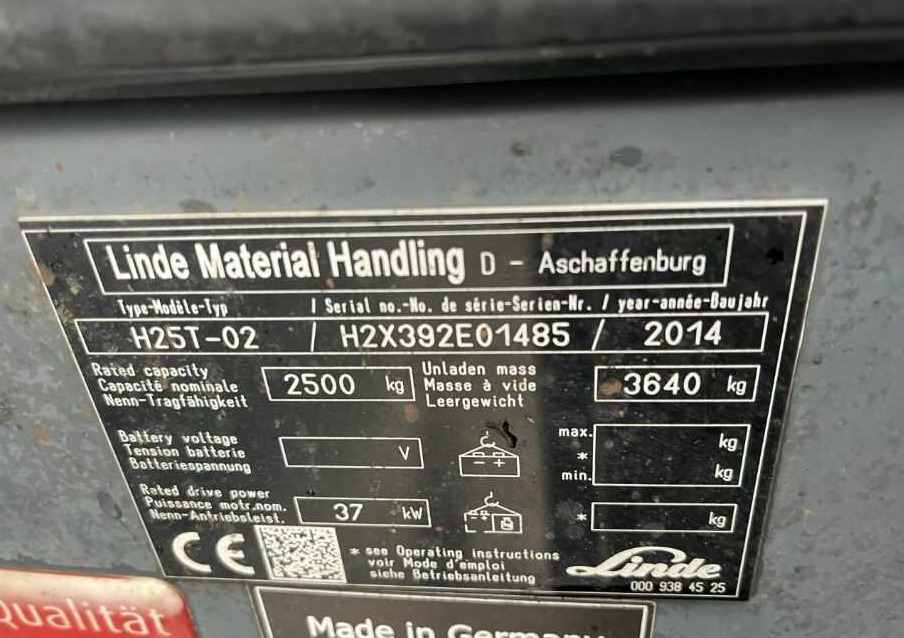 Linde Material Handling D - Aschaffenburg
Type-Modèle-Typ / Serial no.-No. de série-Serien-Nr. / year-année-Baujahr
H25T-02 / H2X392E01485 / 2014
Rated capacity
Capacité nominale
Nenn-Tragfähigkeit
2500 kg
Unladen mass
Masse à vide
Leergewicht
3640 kg
Battery voltage
Tension batterie
Batteriespannung
V
- +
max. kg
*
min. kg
Rated drive power
Puissance motr.nom.
Nenn-Antriebsleist.
37 kW
* kg
CE
* see Operating instructions
voir Mode d'emploi
siehe Betriebsanleitung
Linde
000 938 45 25
Qualität
Made in Germany